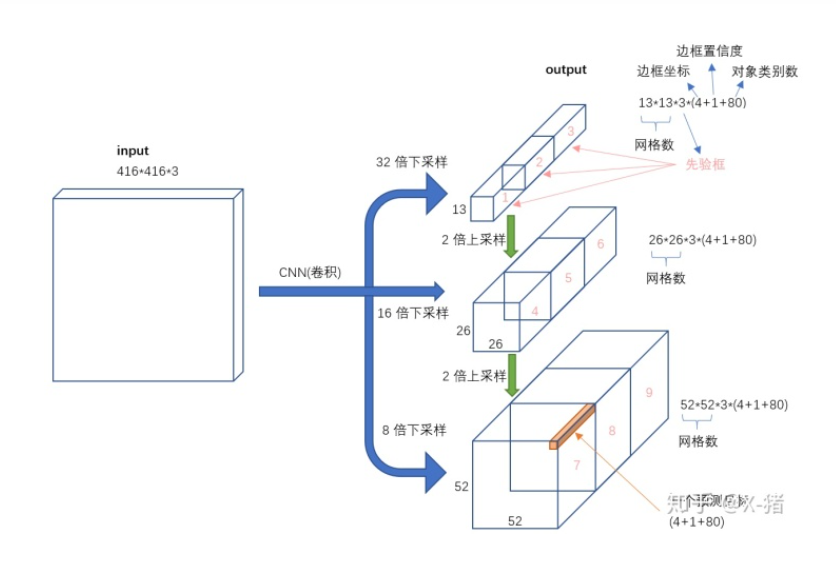 input
416*416*3
CNN(卷积)
32 倍下采样
16 倍下采样
8 倍下采样
output
13
1
2
3
2 倍上采样
26
26
4
5
6
2 倍上采样
52
52
7
8
9
边框置信度
边框坐标
对象类别数
13*13*3*(4+1+80)
网格数
先验框
26*26*3*(4+1+80)
网格数
52*52*3*(4+1+80)
网格数
知乎 @X-猪
(4+1+80)